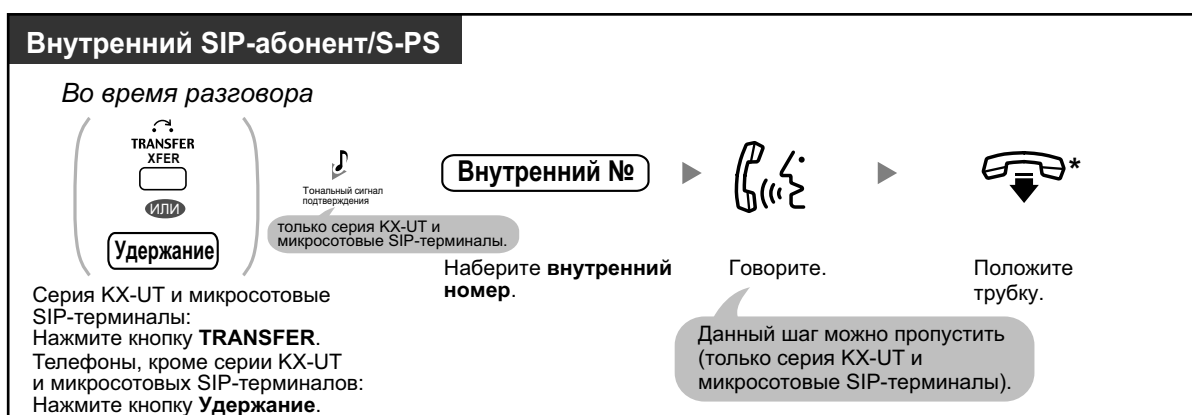 Внутренний SIP-абонент/S-PS
Во время разговора
TRANSFER
XFER
ИЛИ
Удержание
Тональный сигнал
подтверждения
только серия KX-UT и
микросотовые SIP-терминалы.
Серия KX-UT и микросотовые
SIP-терминалы:
Нажмите кнопку TRANSFER.
Телефоны, кроме серии KX-UT
и микросотовых SIP-терминалов:
Нажмите кнопку Удержание.
Внутренний №
Наберите внутренний
номер.
Говорите.
Данный шаг можно пропустить
(только серия KX-UT и
микросотовые SIP-терминалы).
*
Положите
трубку.